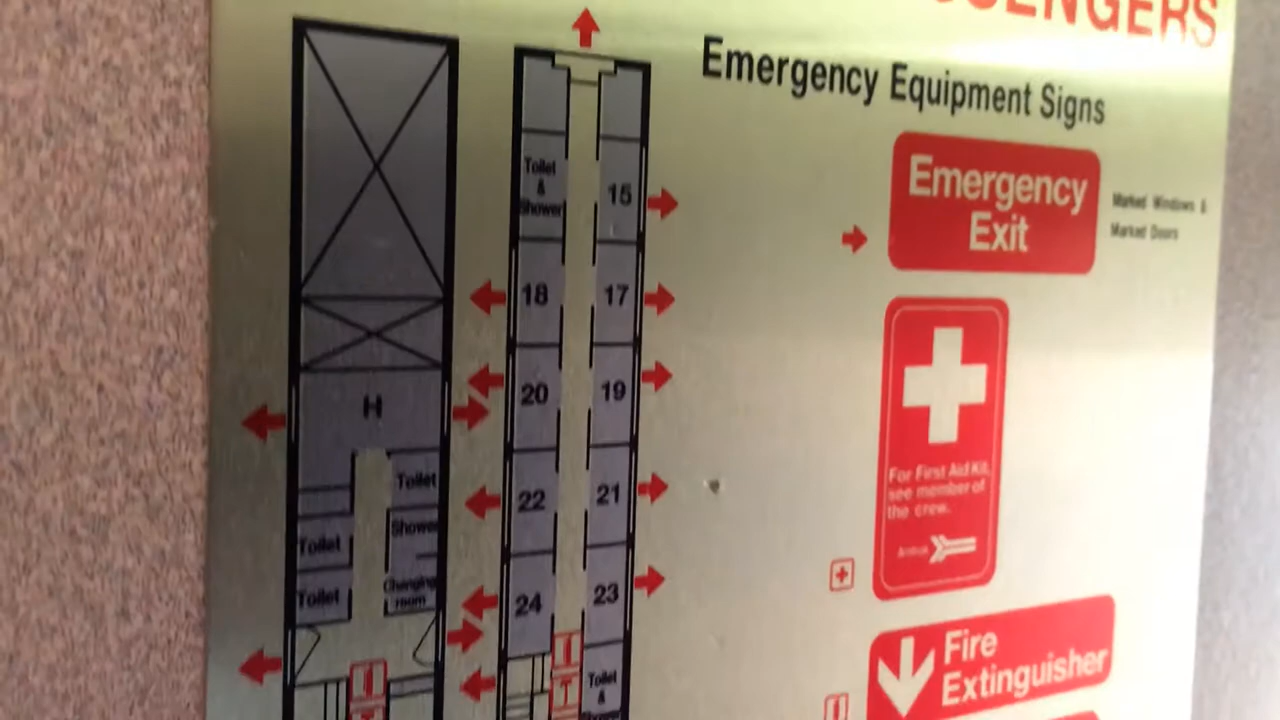 SENGERS
Emergency Equipment Signs
Emergency
Exit
Marked Windows &
Marked Doors
For First Aid Kit,
see member of
the crew.
Amtrak
Fire
Extinguisher
Toilet
&
Shower
15
18
17
20
19
22
21
24
23
Toilet
&
Shower
H
Toilet
Shower
Changing
room
Toilet
Toilet
T